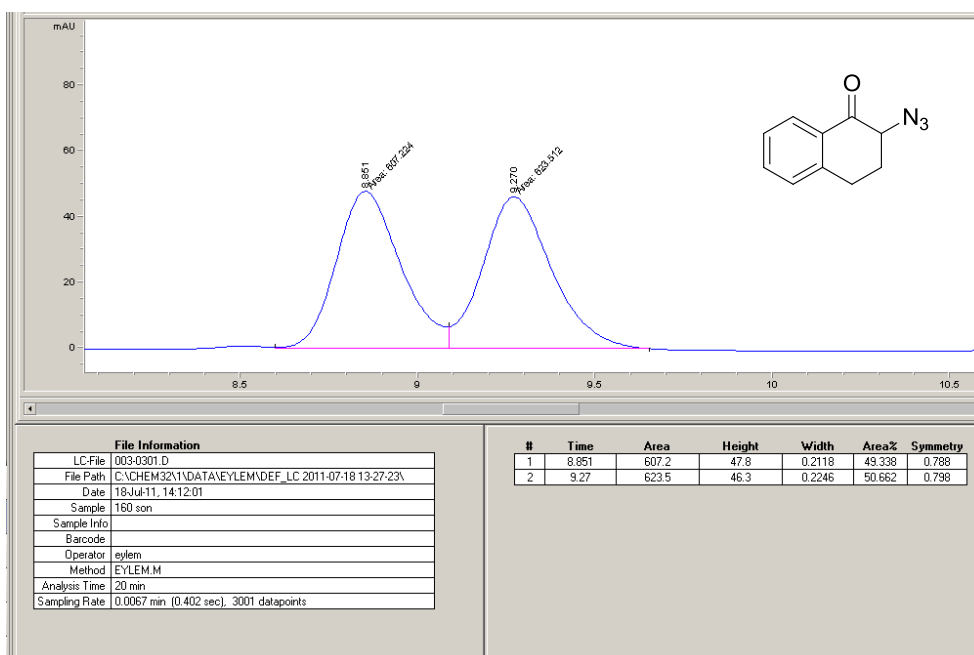 mAU
80
60
40
20
0
8.851
Area: 607.224
9.270
Area: 623.512
O
N3
8.5
9
9.5
10
10.5
File Information
LC-File 003-0301.D
File Path C:\CHEM32\1\DATA\EYLEM\DEF_LC 2011-07-18 13-27-23\
Date 18-Jul-11, 14:12:01
Sample 160 son
Sample Info
Barcode
Operator eylem
Method EYLEM.M
Analysis Time 20 min
Sampling Rate 0.0067 min (0.402 sec), 3001 datapoints
# Time Area Height Width Area% Symmetry
1 8.851 607.2 47.8 0.2118 49.338 0.788
2 9.27 623.5 46.3 0.2246 50.662 0.798